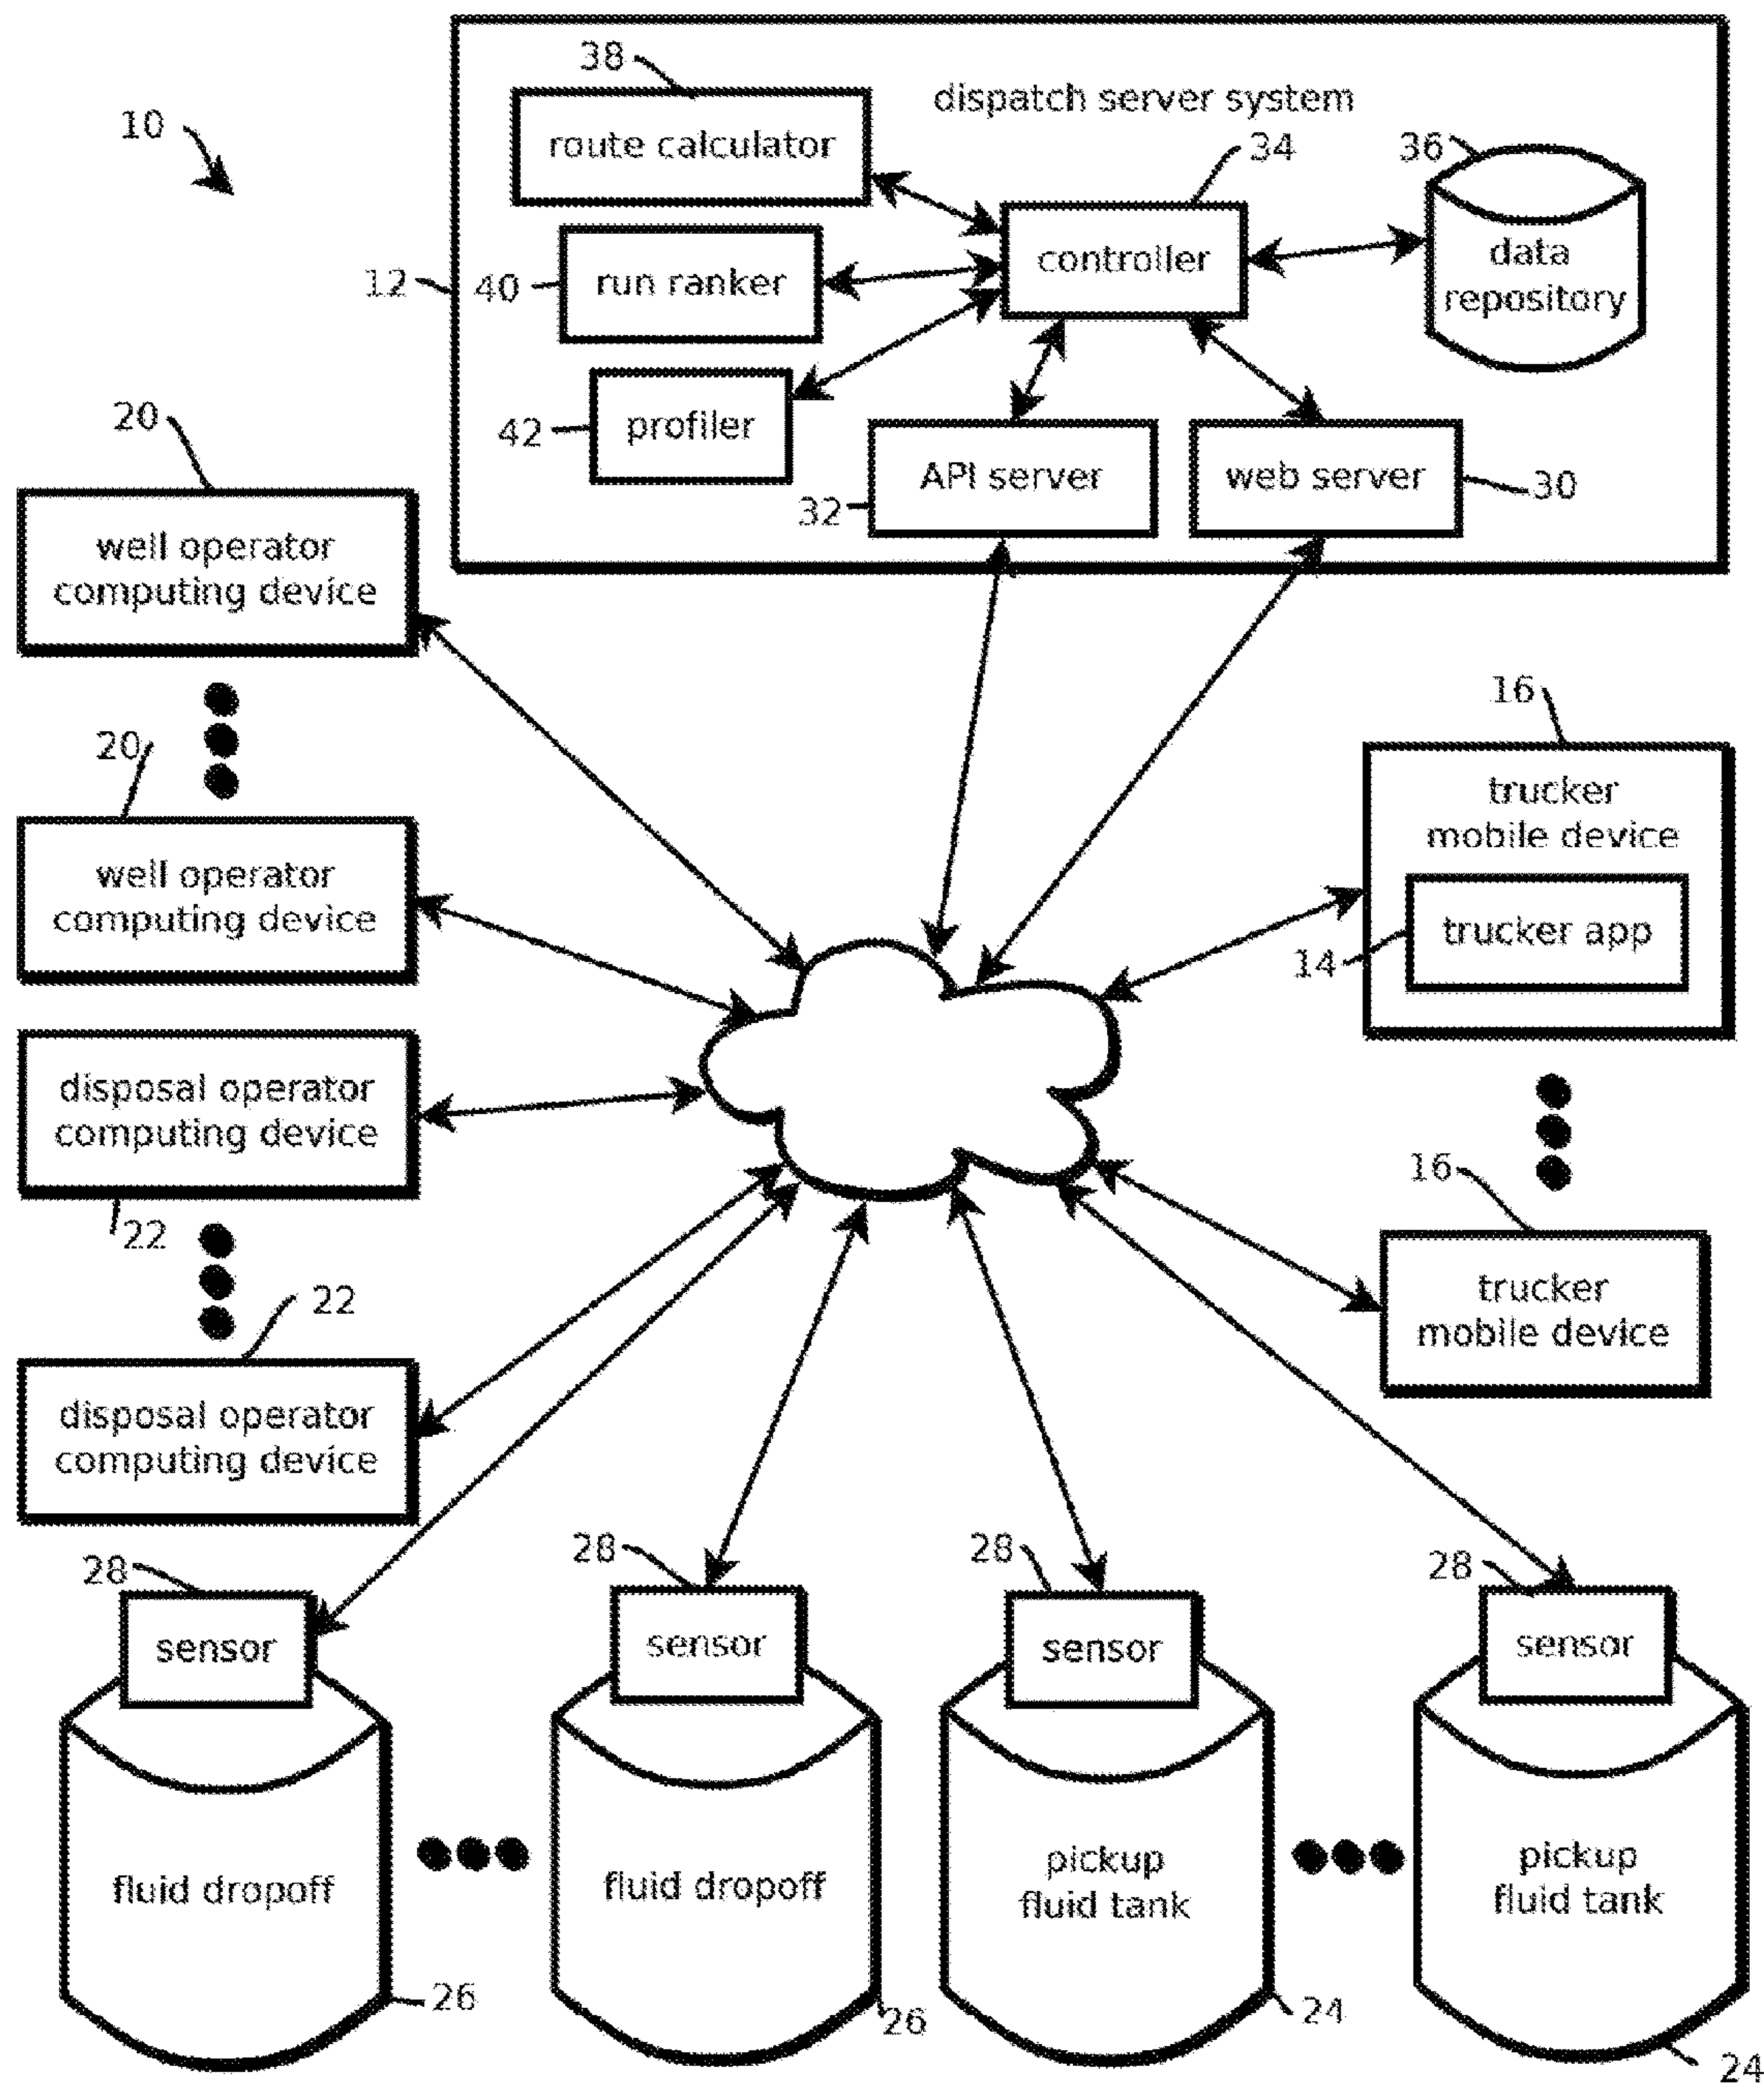 38
dispatch server system
10
route calculator
34
36
controller
data
repository
12
40
run ranker
20
42
profiler
API server
web server
32
30
well operator
computing device
16
20
trucker
mobile device
well operator
computing device
14
trucker app
disposal operator
computing device
16
22
22
trucker
mobile device
disposal operator
computing device
28
28
28
28
sensor
sensor
sensor
sensor
fluid dropoff
fluid dropoff
pickup
fluid tank
pickup
fluid tank
26
26
24
24